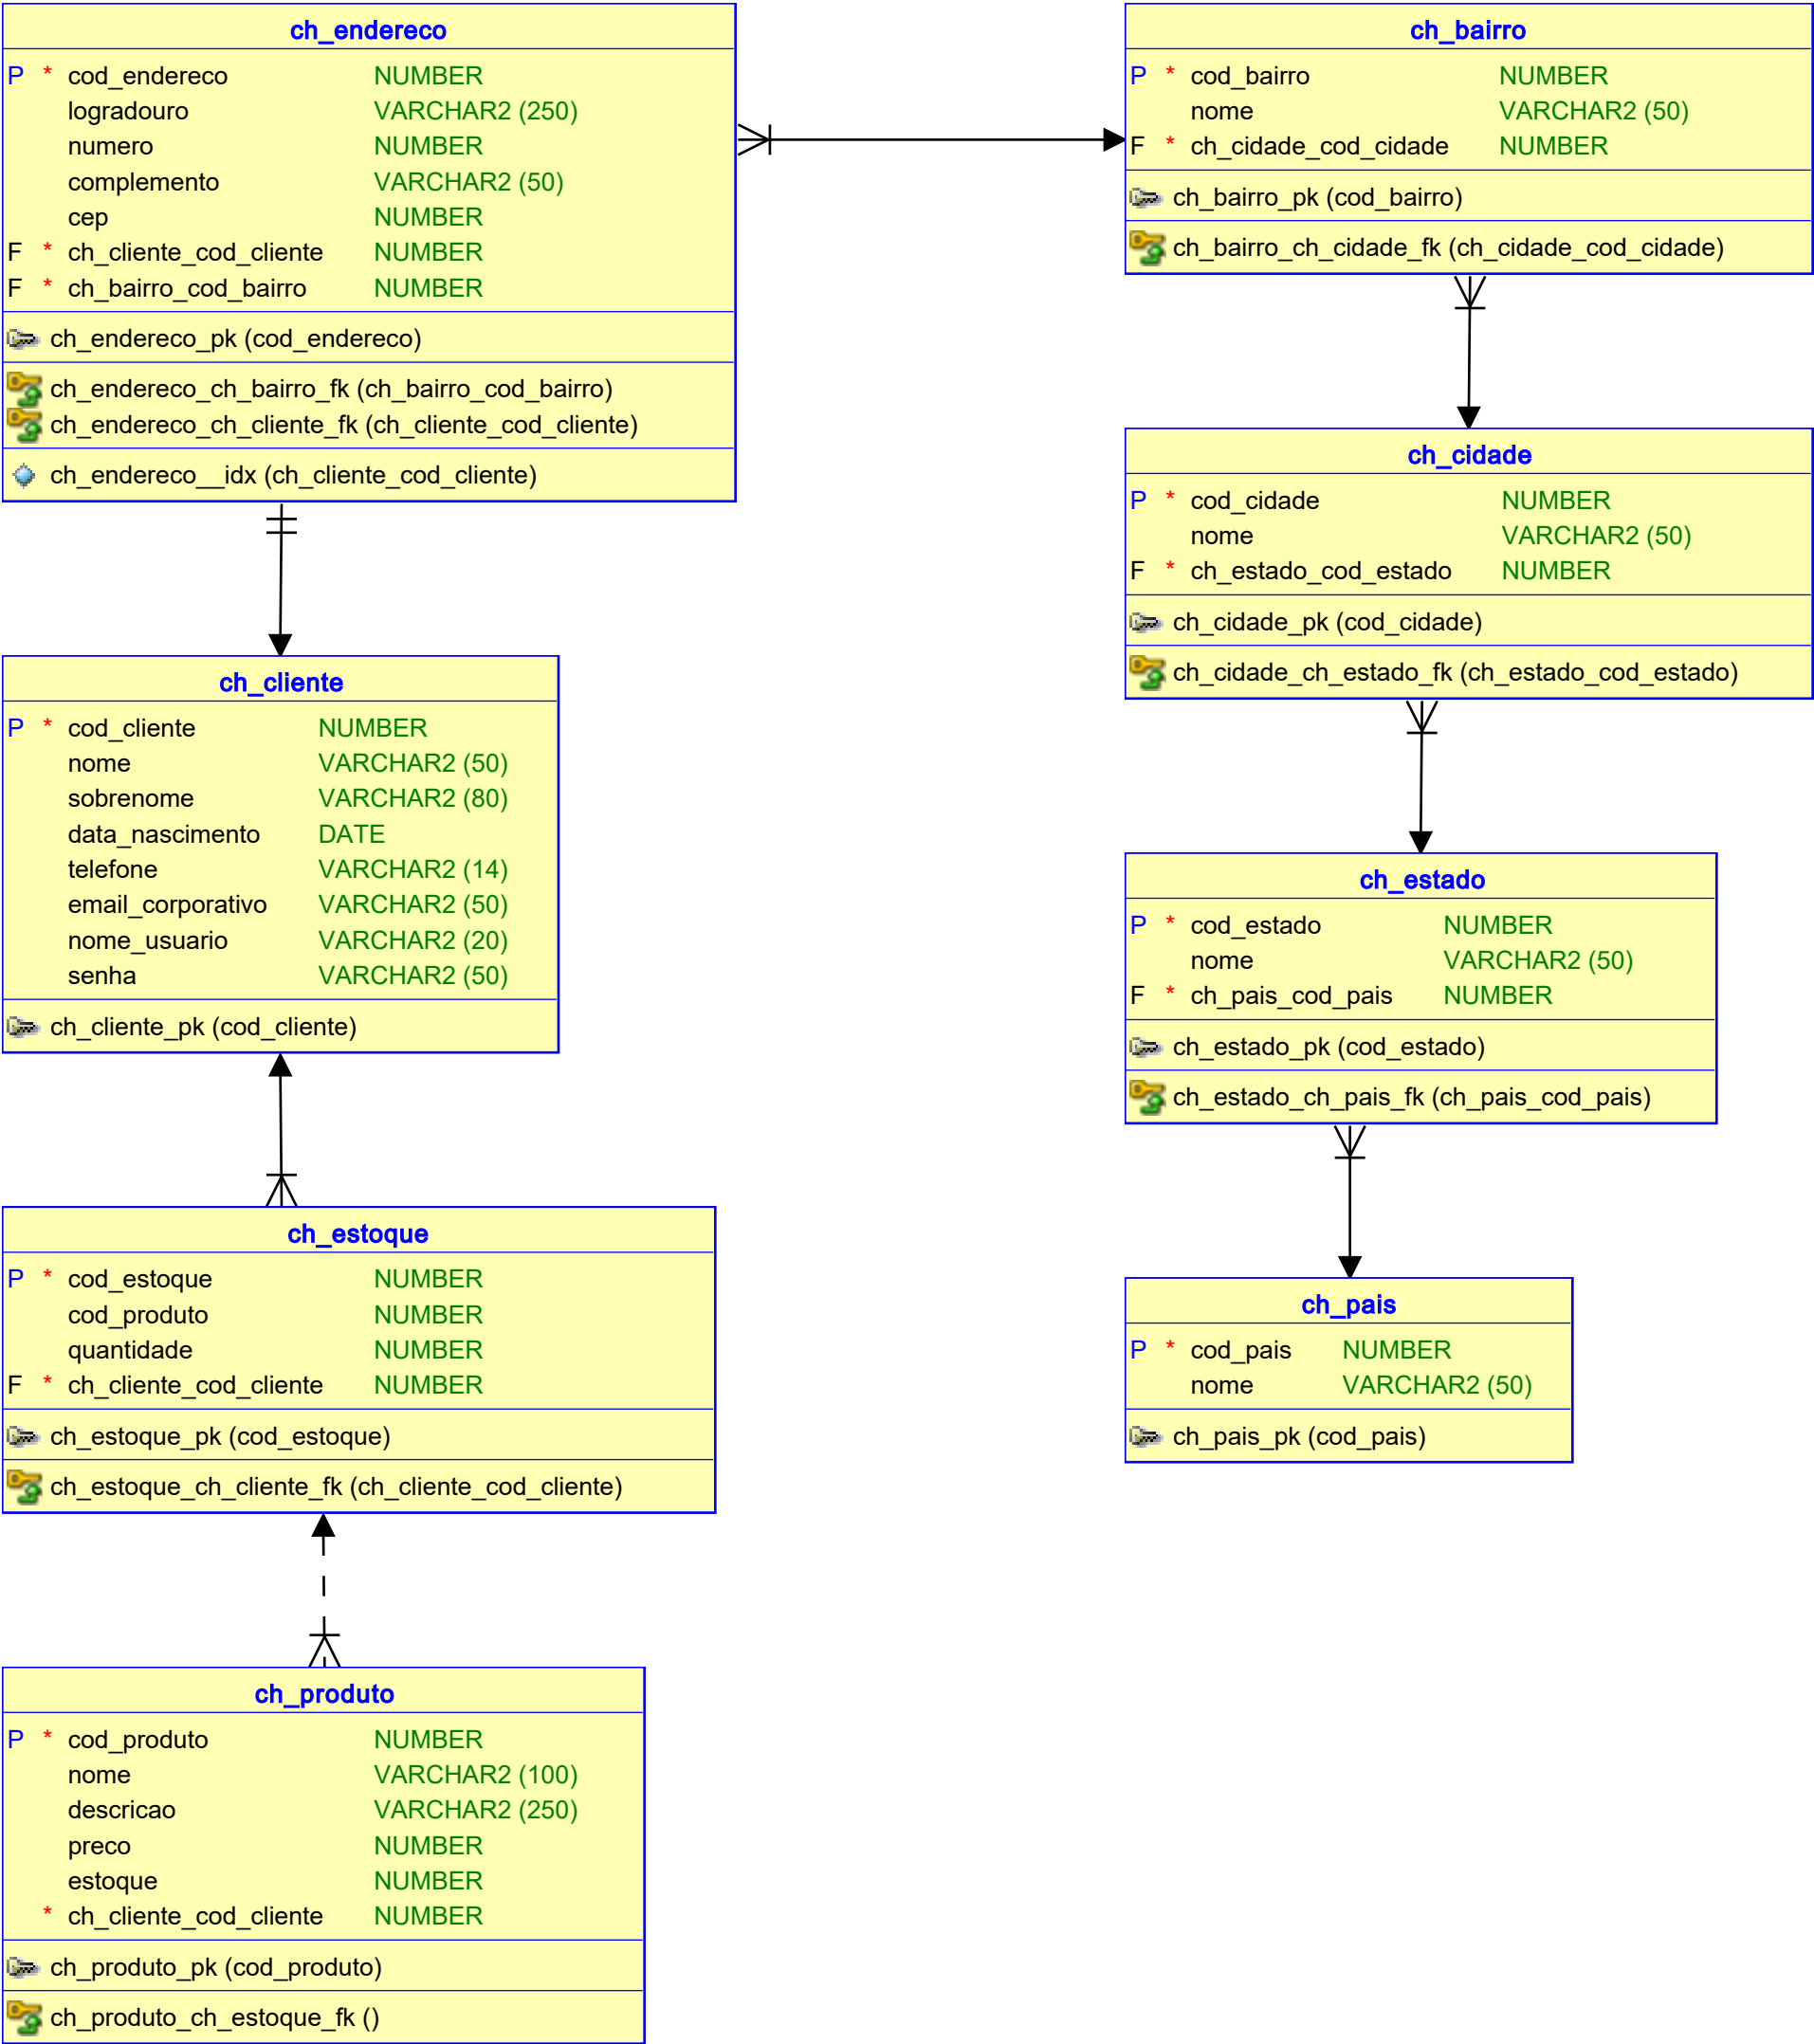 ch_endereco
P * cod_endereco NUMBER
logradouro VARCHAR2 (250)
numero NUMBER
complemento VARCHAR2 (50)
cep NUMBER
F * ch_cliente_cod_cliente NUMBER
F * ch_bairro_cod_bairro NUMBER
ch_endereco_pk (cod_endereco)
ch_endereco_ch_bairro_fk (ch_bairro_cod_bairro)
ch_endereco_ch_cliente_fk (ch_cliente_cod_cliente)
ch_endereco__idx (ch_cliente_cod_cliente)
ch_cliente
P * cod_cliente NUMBER
nome VARCHAR2 (50)
sobrenome VARCHAR2 (80)
data_nascimento DATE
telefone VARCHAR2 (14)
email_corporativo VARCHAR2 (50)
nome_usuario VARCHAR2 (20)
senha VARCHAR2 (50)
ch_cliente_pk (cod_cliente)
ch_estoque
P * cod_estoque NUMBER
cod_produto NUMBER
quantidade NUMBER
F * ch_cliente_cod_cliente NUMBER
ch_estoque_pk (cod_estoque)
ch_estoque_ch_cliente_fk (ch_cliente_cod_cliente)
ch_produto
P * cod_produto NUMBER
nome VARCHAR2 (100)
descricao VARCHAR2 (250)
preco NUMBER
estoque NUMBER
* ch_cliente_cod_cliente NUMBER
ch_produto_pk (cod_produto)
ch_produto_ch_estoque_fk ()
ch_bairro
P * cod_bairro NUMBER
nome VARCHAR2 (50)
F * ch_cidade_cod_cidade NUMBER
ch_bairro_pk (cod_bairro)
ch_bairro_ch_cidade_fk (ch_cidade_cod_cidade)
ch_cidade
P * cod_cidade NUMBER
nome VARCHAR2 (50)
F * ch_estado_cod_estado NUMBER
ch_cidade_pk (cod_cidade)
ch_cidade_ch_estado_fk (ch_estado_cod_estado)
ch_estado
P * cod_estado NUMBER
nome VARCHAR2 (50)
F * ch_pais_cod_pais NUMBER
ch_estado_pk (cod_estado)
ch_estado_ch_pais_fk (ch_pais_cod_pais)
ch_pais
P * cod_pais NUMBER
nome VARCHAR2 (50)
ch_pais_pk (cod_pais)